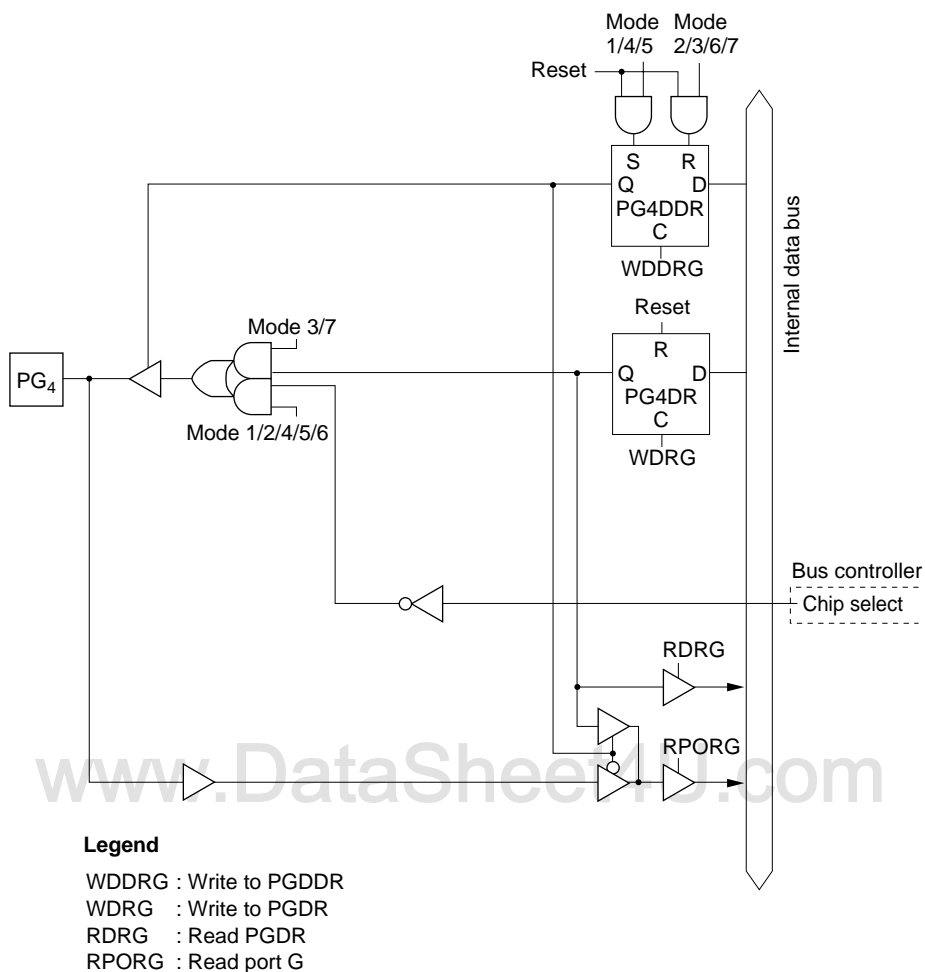 Mode 1/4/5
Mode 2/3/6/7
Reset
S R
Q D
PG4DDR
C
WDDRG
Internal data bus
Reset
Mode 3/7
R
Q D
PG4DR
C
WDRG
PG4
Mode 1/2/4/5/6
Bus controller
Chip select
RDRG
RPORG
www.DataSheet4U.com
Legend
WDDRG : Write to PGDDR
WDRG : Write to PGDR
RDRG : Read PGDR
RPORG : Read port G